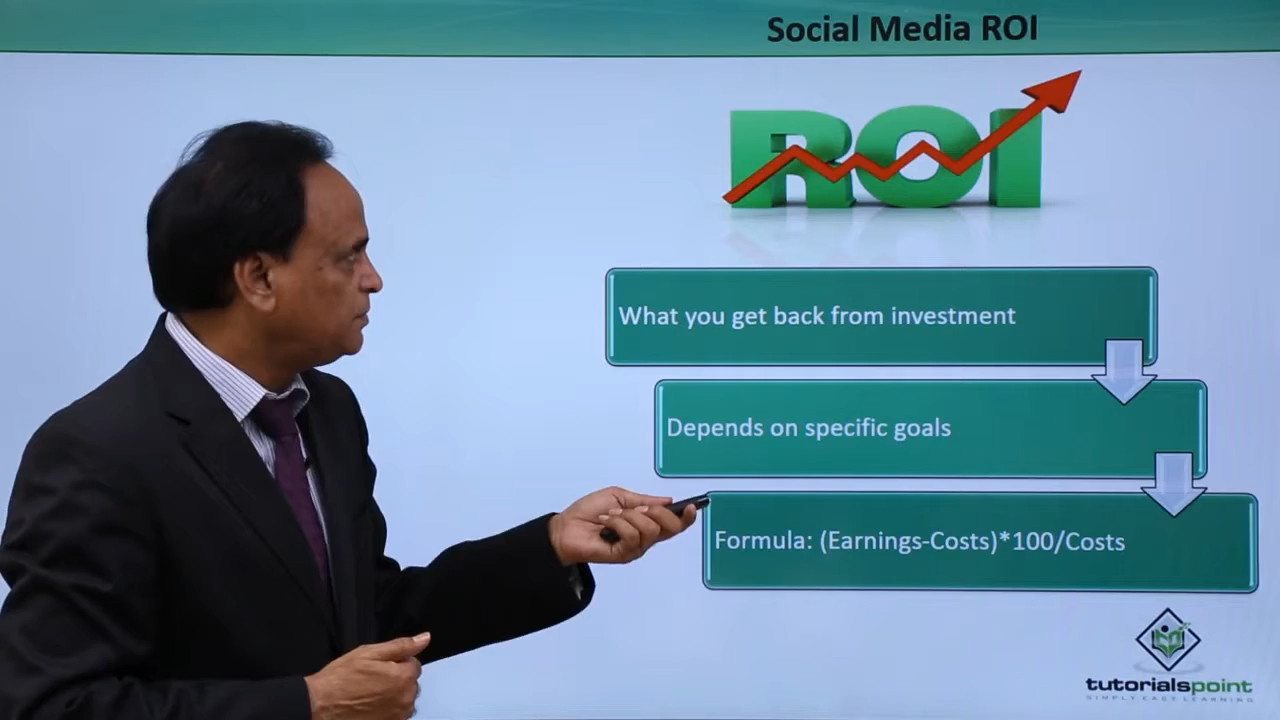 Social Media ROI
ROI
What you get back from investment
Depends on specific goals
Formula: (Earnings-Costs)*100/Costs
tutorialspoint
SIMPLY EASY LEARNING